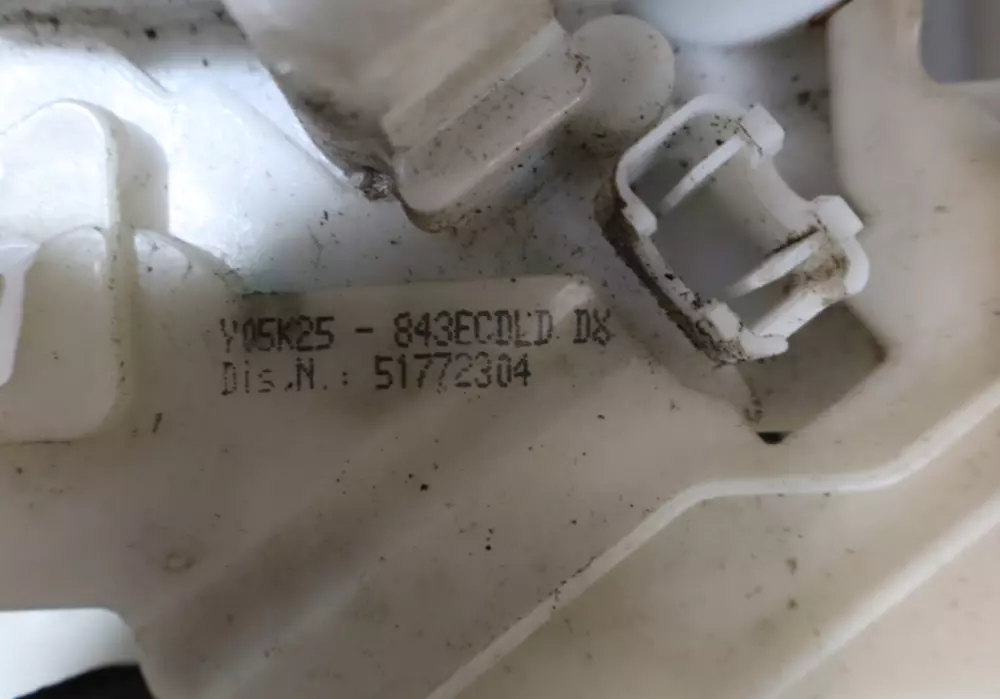 Y05K25 - 843ECDLD DX
Dis.N.: 51772304